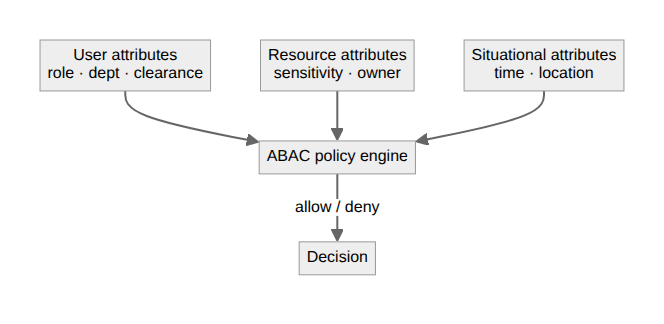 User attributes
role · dept · clearance
Resource attributes
sensitivity · owner
Situational attributes
time · location
ABAC policy engine
allow / deny
Decision